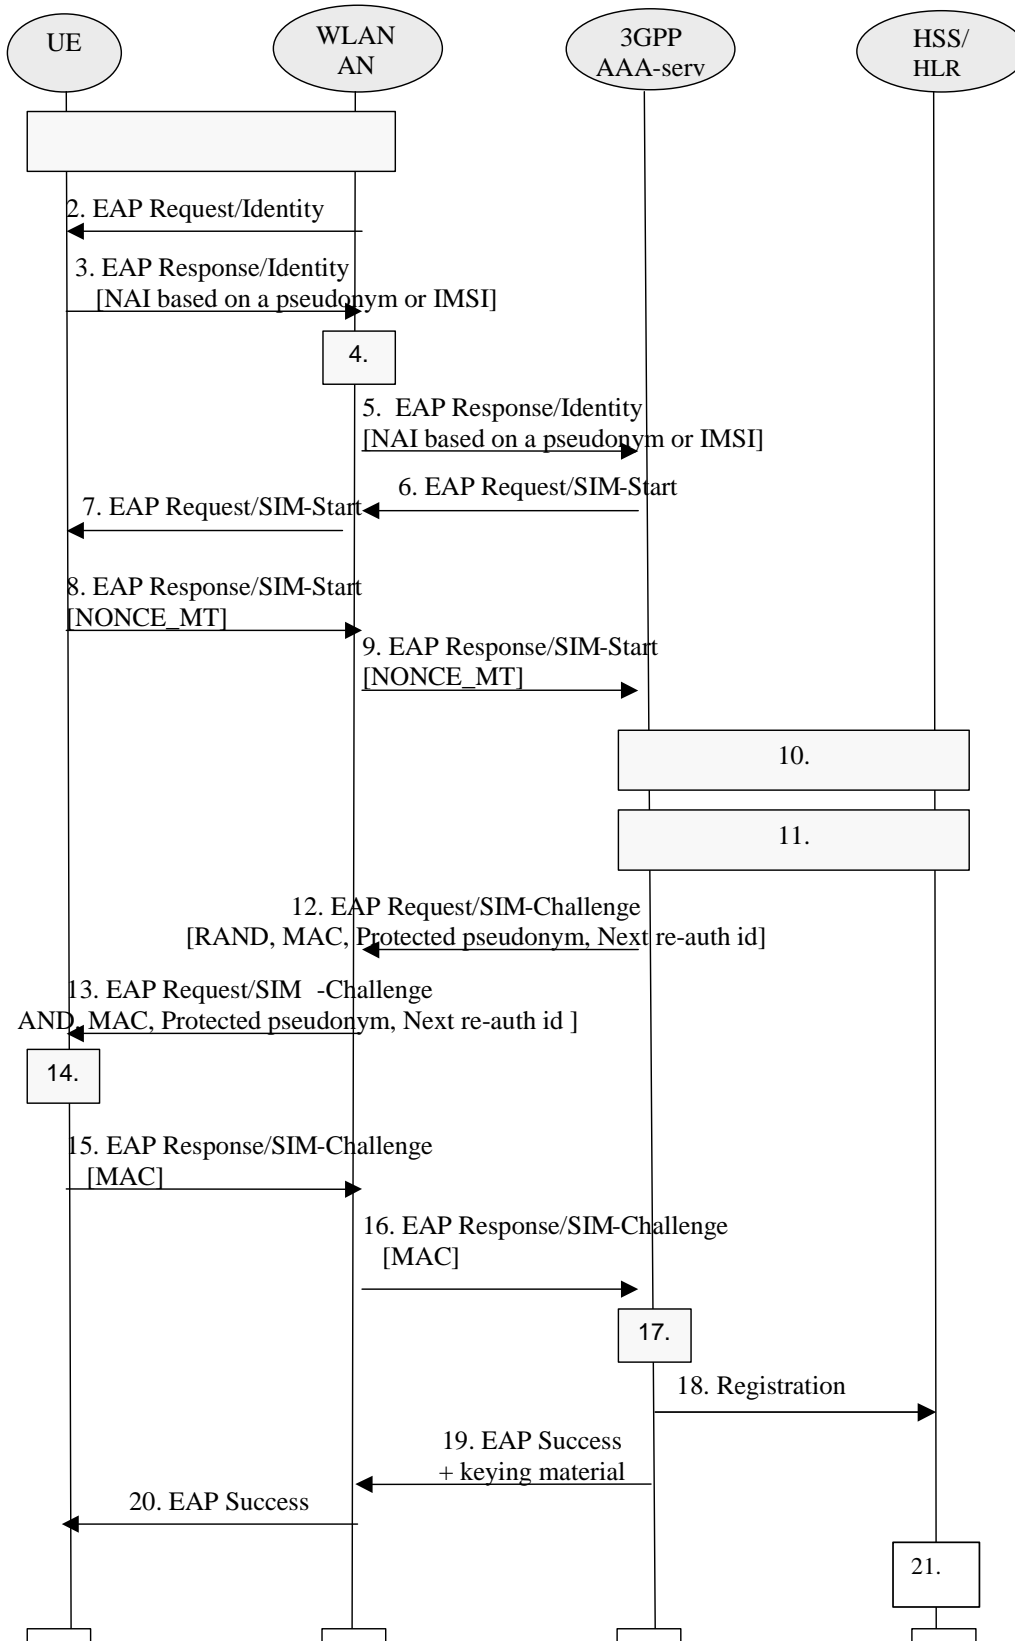 UE
WLAN
AN
3GPP
AAA-serv
HSS/
HLR
2. EAP Request/Identity
3. EAP Response/Identity
[NAI based on a pseudonym or IMSI]
4.
5. EAP Response/Identity
[NAI based on a pseudonym or IMSI]
6. EAP Request/SIM-Start
7. EAP Request/SIM-Start
8. EAP Response/SIM-Start
[NONCE_MT]
9. EAP Response/SIM-Start
[NONCE_MT]
10.
11.
12. EAP Request/SIM-Challenge
[RAND, MAC, Protected pseudonym, Next re-auth id]
13. EAP Request/SIM -Challenge
AND, MAC, Protected pseudonym, Next re-auth id ]
14.
15. EAP Response/SIM-Challenge
[MAC]
16. EAP Response/SIM-Challenge
[MAC]
17.
18. Registration
19. EAP Success
+ keying material
20. EAP Success
21.